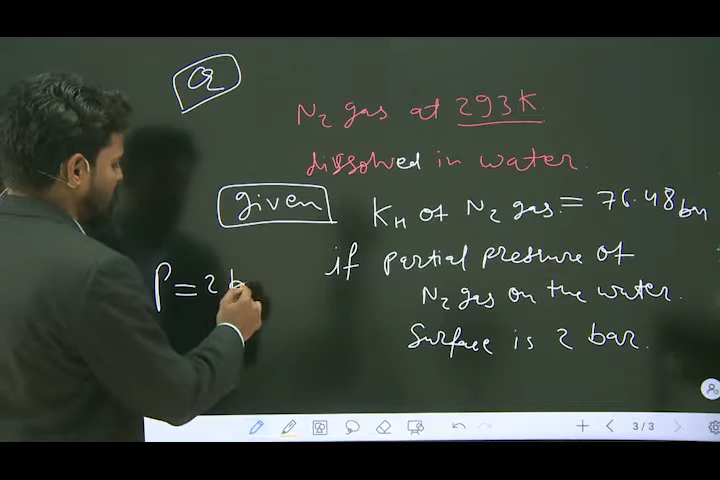 Q
N2 gas at 293K.
dissolved in water.
given
KH of N2 gas = 76.48 bar
if partial pressure of
P = 2 b
N2 gas on the water.
Surface is 2 bar.
3/3